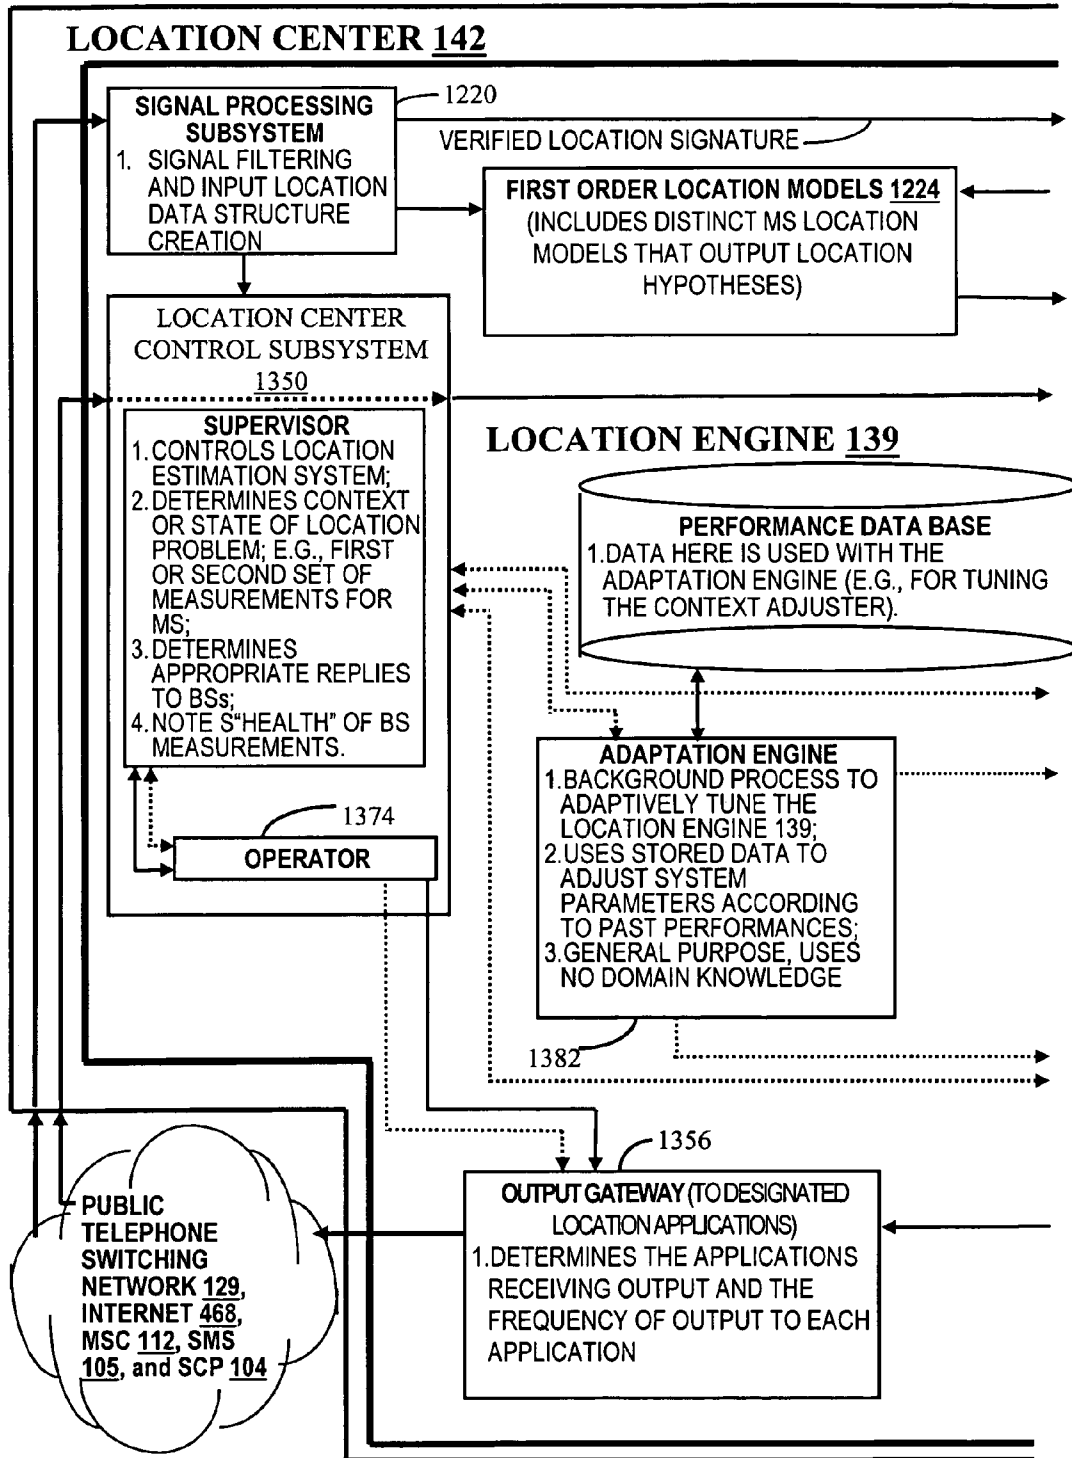 LOCATION CENTER 142
SIGNAL PROCESSING
SUBSYSTEM
1. SIGNAL FILTERING
AND INPUT LOCATION
DATA STRUCTURE
CREATION
1220
VERIFIED LOCATION SIGNATURE
FIRST ORDER LOCATION MODELS 1224
(INCLUDES DISTINCT MS LOCATION
MODELS THAT OUTPUT LOCATION
HYPOTHESES)
LOCATION CENTER
CONTROL SUBSYSTEM
1350
SUPERVISOR
1. CONTROLS LOCATION
ESTIMATION SYSTEM;
2. DETERMINES CONTEXT
OR STATE OF LOCATION
PROBLEM; E.G., FIRST
OR SECOND SET OF
MEASUREMENTS FOR
MS;
3. DETERMINES
APPROPRIATE REPLIES
TO BSs;
4. NOTE S"HEALTH" OF BS
MEASUREMENTS.
1374
OPERATOR
LOCATION ENGINE 139
PERFORMANCE DATA BASE
1. DATA HERE IS USED WITH THE
ADAPTATION ENGINE (E.G., FOR TUNING
THE CONTEXT ADJUSTER).
ADAPTATION ENGINE
1. BACKGROUND PROCESS TO
ADAPTIVELY TUNE THE
LOCATION ENGINE 139;
2. USES STORED DATA TO
ADJUST SYSTEM
PARAMETERS ACCORDING
TO PAST PERFORMANCES;
3. GENERAL PURPOSE, USES
NO DOMAIN KNOWLEDGE
1382
1356
OUTPUT GATEWAY (TO DESIGNATED
LOCATION APPLICATIONS)
1. DETERMINES THE APPLICATIONS
RECEIVING OUTPUT AND THE
FREQUENCY OF OUTPUT TO EACH
APPLICATION
PUBLIC
TELEPHONE
SWITCHING
NETWORK 129,
INTERNET 468,
MSC 112, SMS
105, and SCP 104